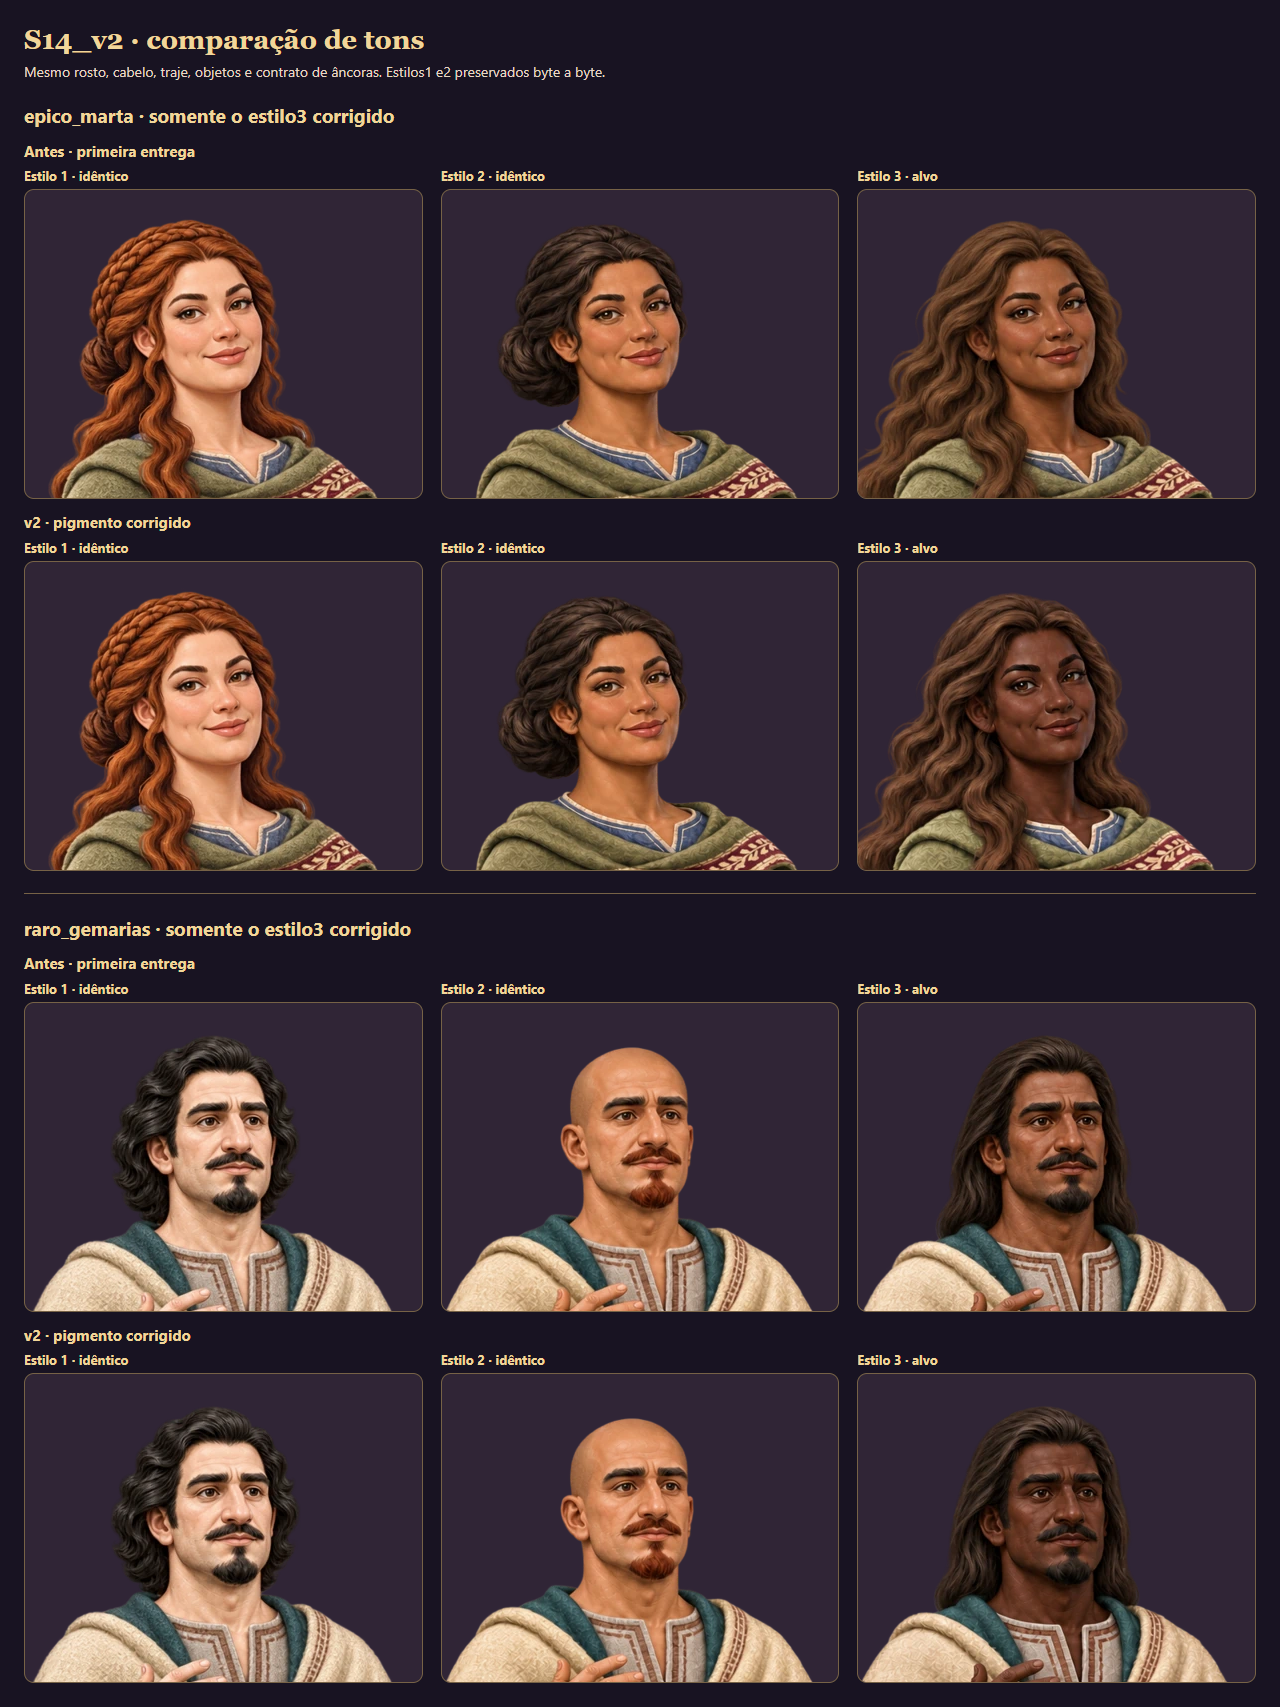 S14_v2 · comparação de tons
Mesmo rosto, cabelo, traje, objetos e contrato de âncoras. Estilos1 e2 preservados byte a byte.
epico_marta · somente o estilo3 corrigido
Antes · primeira entrega
Estilo 1 · idêntico
Estilo 2 · idêntico
Estilo 3 · alvo
v2 · pigmento corrigido
Estilo 1 · idêntico
Estilo 2 · idêntico
Estilo 3 · alvo
raro_gemarias · somente o estilo3 corrigido
Antes · primeira entrega
Estilo 1 · idêntico
Estilo 2 · idêntico
Estilo 3 · alvo
v2 · pigmento corrigido
Estilo 1 · idêntico
Estilo 2 · idêntico
Estilo 3 · alvo